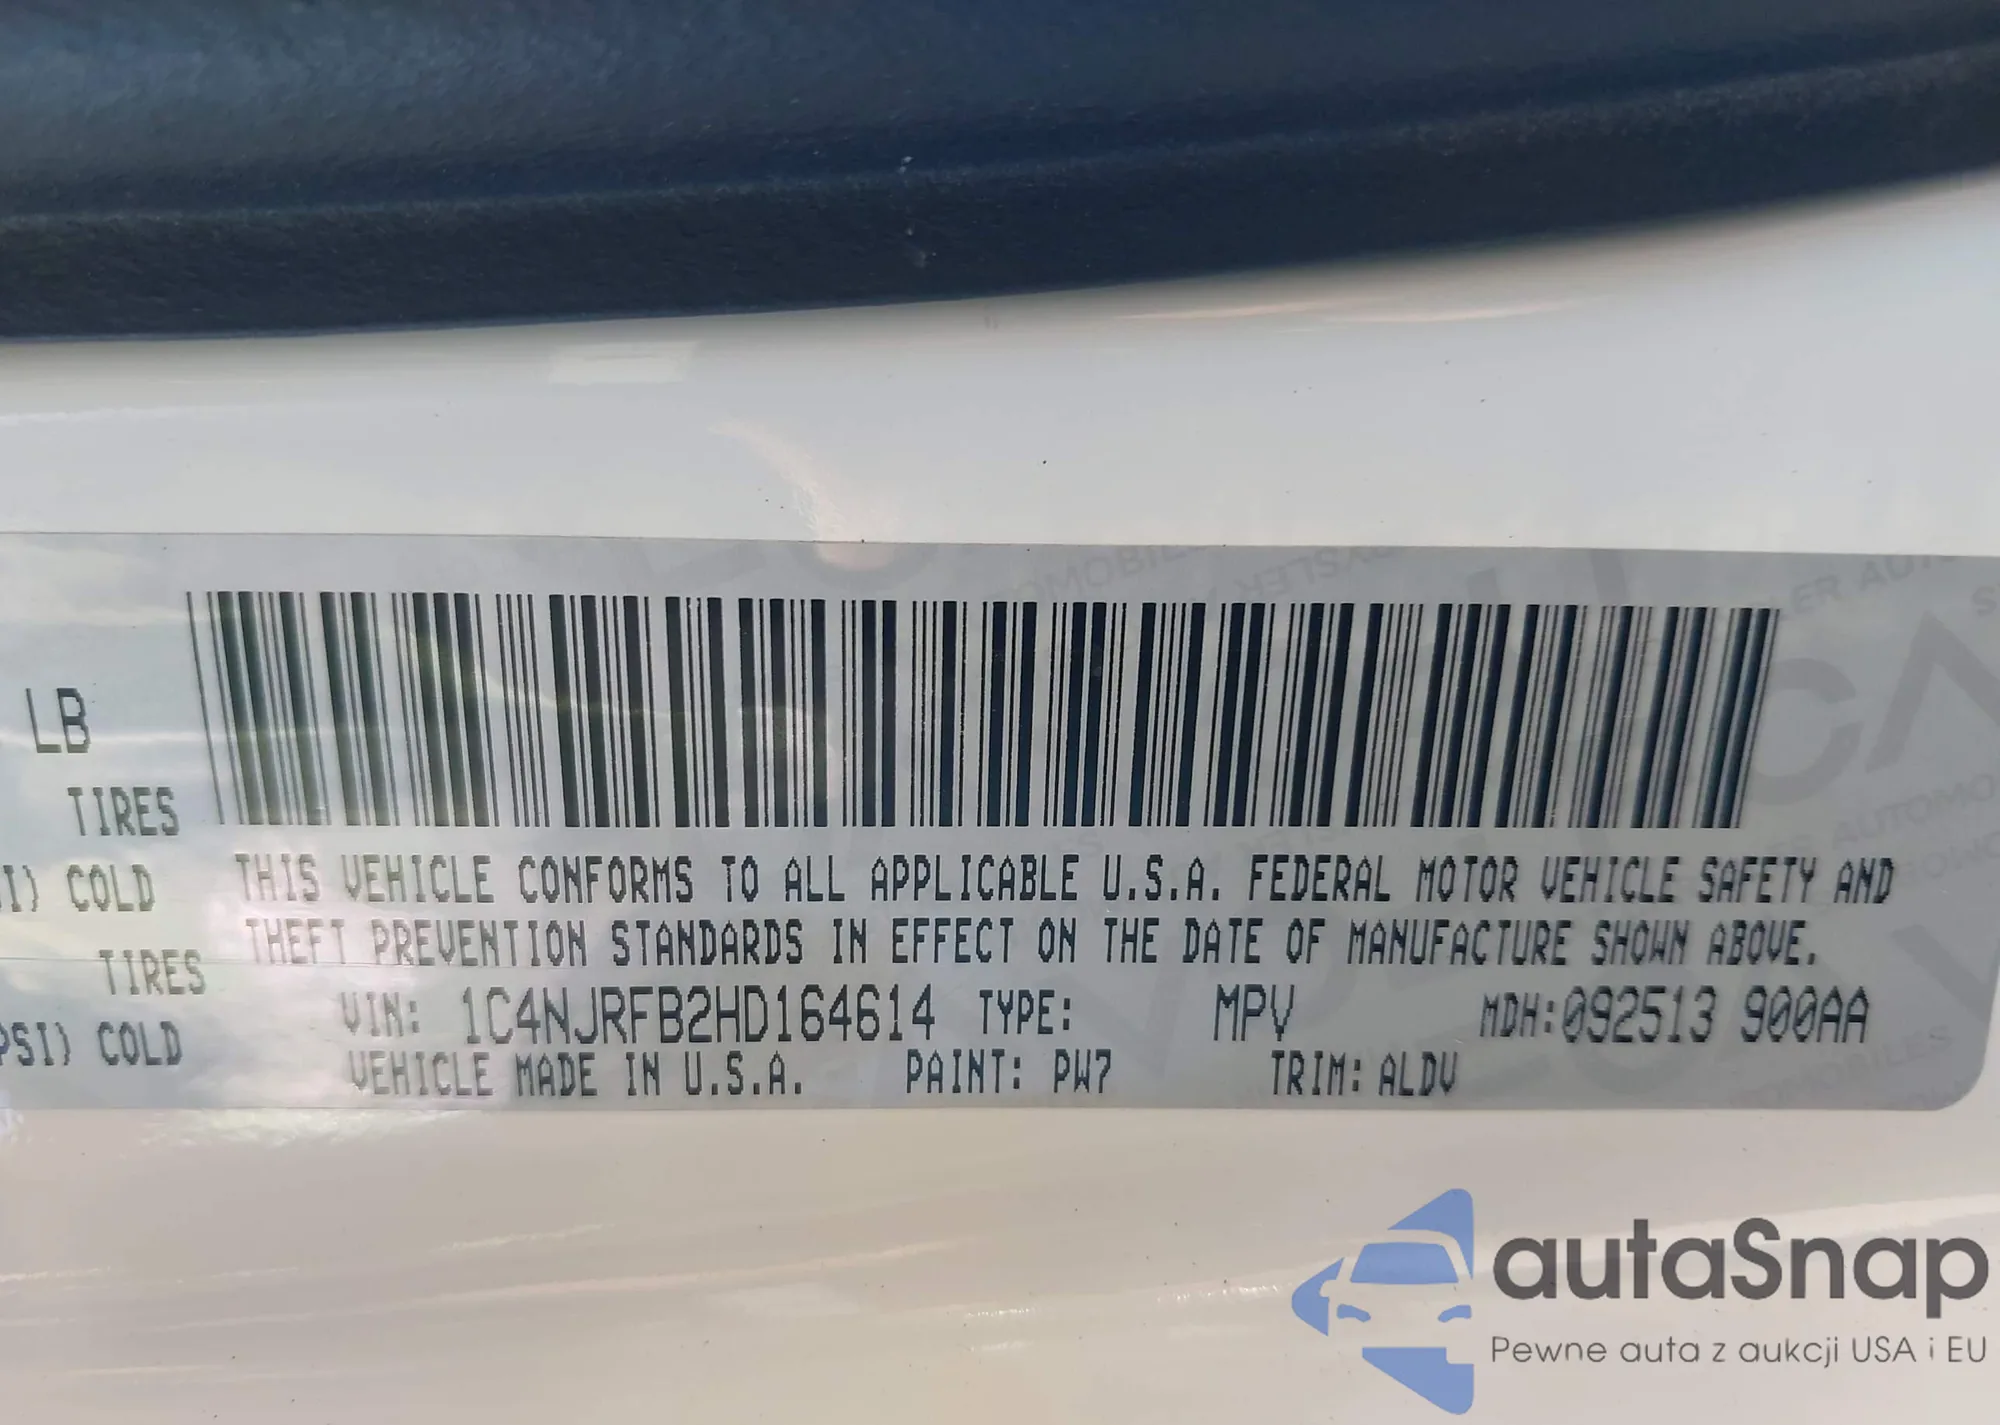 LB
TIRES
I) COLD
TIRES
PSI) COLD
THIS VEHICLE CONFORMS TO ALL APPLICABLE U.S.A. FEDERAL MOTOR VEHICLE SAFETY AND
THEFT PREVENTION STANDARDS IN EFFECT ON THE DATE OF MANUFACTURE SHOWN ABOVE.
VIN: 1C4NJRFB2HD164614 TYPE: MPV MDH:092513 900AA
VEHICLE MADE IN U.S.A. PAINT: PW7 TRIM: ALDV
autaSnap
Pewne auta z aukcji USA i EU